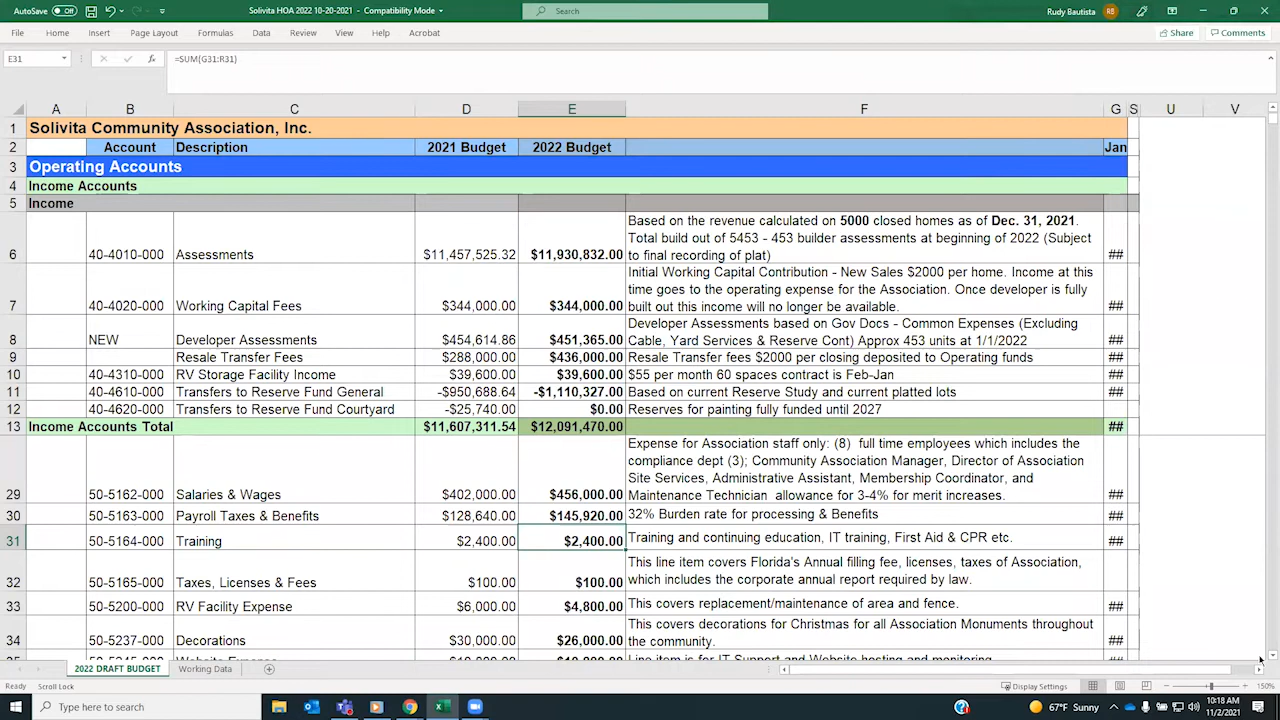 AutoSave Off
Solivita HOA 2022 10-20-2021 - Compatibility Mode
Search
Rudy Bautista RB
File Home Insert Page Layout Formulas Data Review View Help Acrobat Share Comments
E31 fx =SUM(G31:R31)
A B C D E F G S U V
1 Solivita Community Association, Inc.
2 Account Description 2021 Budget 2022 Budget Jan
3 Operating Accounts
4 Income Accounts
5 Income
Based on the revenue calculated on 5000 closed homes as of Dec. 31, 2021.
Total build out of 5453 - 453 builder assessments at beginning of 2022 (Subject
6 40-4010-000 Assessments $11,457,525.32 $11,930,832.00 to final recording of plat) ##
Initial Working Capital Contribution - New Sales $2000 per home. Income at this
time goes to the operating expense for the Association. Once developer is fully
7 40-4020-000 Working Capital Fees $344,000.00 $344,000.00 built out this income will no longer be available. ##
Developer Assessments based on Gov Docs - Common Expenses (Excluding
8 NEW Developer Assessments $454,614.86 $451,365.00 Cable, Yard Services & Reserve Cont) Approx 453 units at 1/1/2022 ##
9 Resale Transfer Fees $288,000.00 $436,000.00 Resale Transfer fees $2000 per closing deposited to Operating funds ##
10 40-4310-000 RV Storage Facility Income $39,600.00 $39,600.00 $55 per month 60 spaces contract is Feb-Jan ##
11 40-4610-000 Transfers to Reserve Fund General -$950,688.64 -$1,110,327.00 Based on current Reserve Study and current platted lots ##
12 40-4620-000 Transfers to Reserve Fund Courtyard -$25,740.00 $0.00 Reserves for painting fully funded until 2027
13 Income Accounts Total $11,607,311.54 $12,091,470.00 ##
Expense for Association staff only: (8) full time employees which includes the
compliance dept (3); Community Association Manager, Director of Association
Site Services, Administrative Assistant, Membership Coordinator, and
29 50-5162-000 Salaries & Wages $402,000.00 $456,000.00 Maintenance Technician allowance for 3-4% for merit increases. ##
30 50-5163-000 Payroll Taxes & Benefits $128,640.00 $145,920.00 32% Burden rate for processing & Benefits ##
31 50-5164-000 Training $2,400.00 $2,400.00 Training and continuing education, IT training, First Aid & CPR etc. ##
This line item covers Florida's Annual filling fee, licenses, taxes of Association,
32 50-5165-000 Taxes, Licenses & Fees $100.00 $100.00 which includes the corporate annual report required by law. ##
33 50-5200-000 RV Facility Expense $6,000.00 $4,800.00 This covers replacement/maintenance of area and fence. ##
This covers decorations for Christmas for all Association Monuments throughout
34 50-5237-000 Decorations $30,000.00 $26,000.00 the community. ##
Line item is for IT Support and Website hosting and monitoring
2022 DRAFT BUDGET Working Data
Ready Scroll Lock Display Settings 150%
Type here to search
67°F Sunny
10:18 AM
11/2/2021